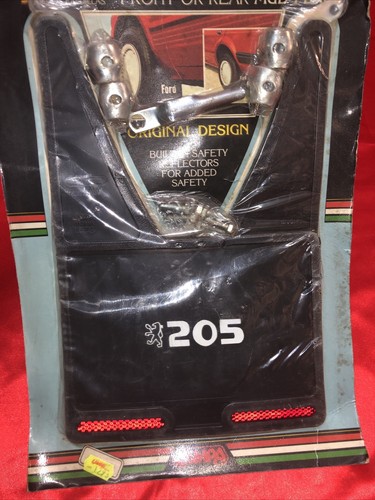 FRONT OR REAR MUD
Ford
ORIGINAL DESIGN
BUILT-IN SAFETY
REFLECTORS
FOR ADDED
SAFETY
205